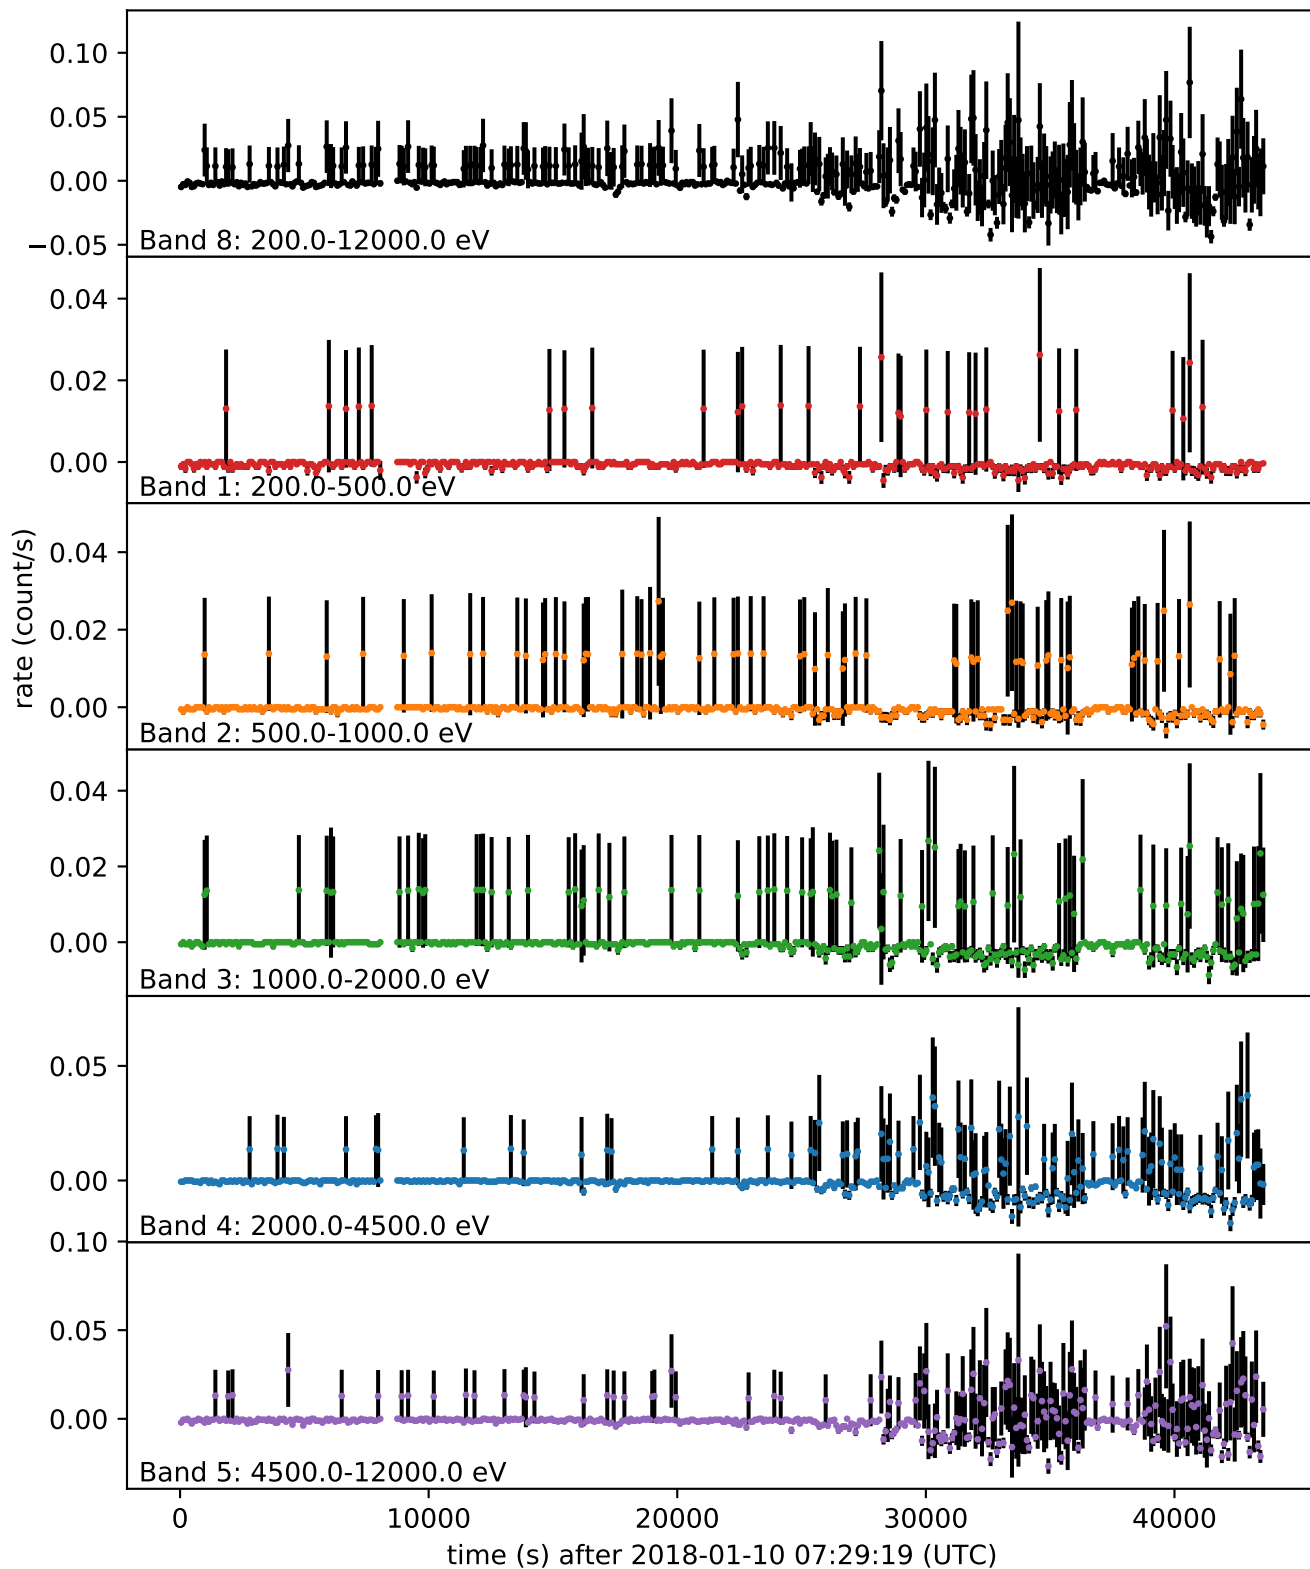 0.10
0.05
0.00
−0.05
Band 8: 200.0-12000.0 eV
0.04
0.02
0.00
Band 1: 200.0-500.0 eV
rate (count/s)
0.04
0.02
0.00
Band 2: 500.0-1000.0 eV
0.04
0.02
0.00
Band 3: 1000.0-2000.0 eV
0.05
0.00
Band 4: 2000.0-4500.0 eV
0.10
0.05
0.00
Band 5: 4500.0-12000.0 eV
0 10000 20000 30000 40000
time (s) after 2018-01-10 07:29:19 (UTC)